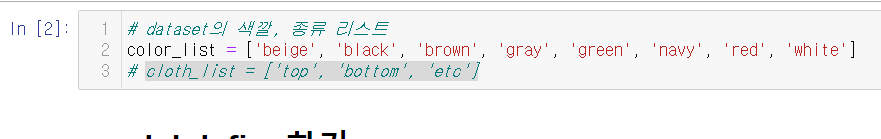 In [2]:
1 # dataset의 색깔, 종류 리스트
2 color_list = ['beige', 'black', 'brown', 'gray', 'green', 'navy', 'red', 'white']
3 # cloth_list = ['top', 'bottom', 'etc']